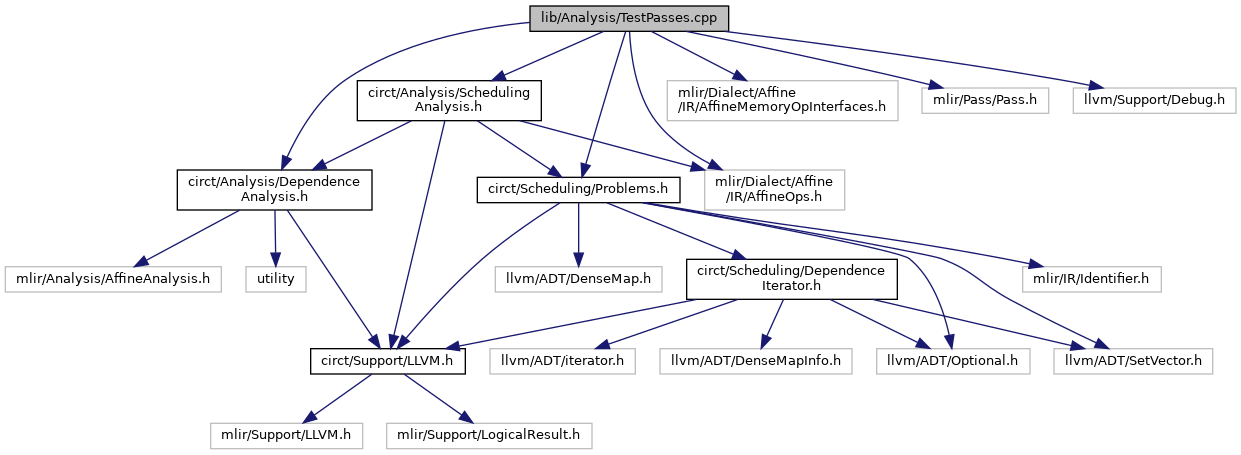 lib/Analysis/TestPasses.cpp
circt/Analysis/Scheduling
Analysis.h
mlir/Dialect/Affine
/IR/AffineMemoryOpInterfaces.h
mlir/Pass/Pass.h
llvm/Support/Debug.h
circt/Analysis/Dependence
Analysis.h
circt/Scheduling/Problems.h
mlir/Dialect/Affine
/IR/AffineOps.h
mlir/Analysis/AffineAnalysis.h
utility
llvm/ADT/DenseMap.h
circt/Scheduling/Dependence
Iterator.h
mlir/IR/Identifier.h
circt/Support/LLVM.h
llvm/ADT/iterator.h
llvm/ADT/DenseMapInfo.h
llvm/ADT/Optional.h
llvm/ADT/SetVector.h
mlir/Support/LLVM.h
mlir/Support/LogicalResult.h